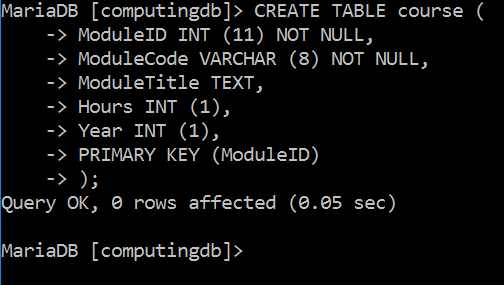 MariaDB [computingdb]> CREATE TABLE course (
    -> ModuleID INT (11) NOT NULL,
    -> ModuleCode VARCHAR (8) NOT NULL,
    -> ModuleTitle TEXT,
    -> Hours INT (1),
    -> Year INT (1),
    -> PRIMARY KEY (ModuleID)
    -> );
Query OK, 0 rows affected (0.05 sec)
MariaDB [computingdb]>